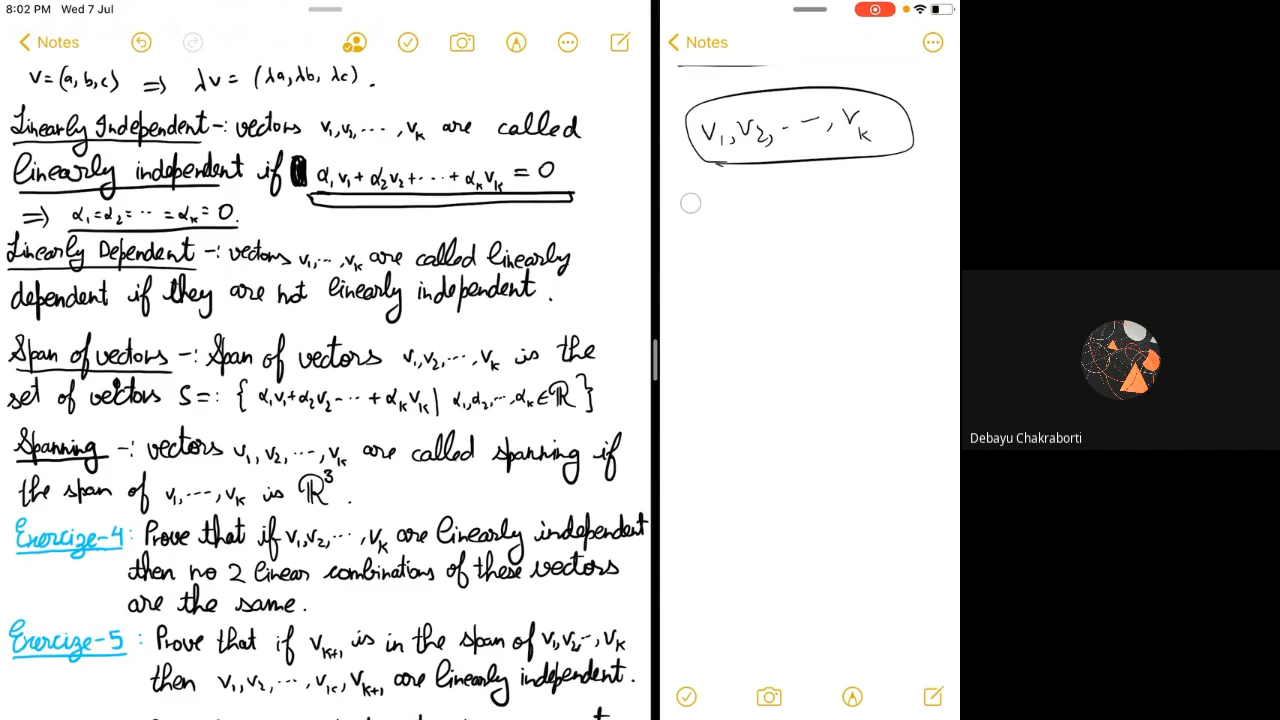 8:02 PM Wed 7 Jul
Notes
v = (a, b, c) ⟹ λv = (λa, λb, λc).
Linearly Independent -: vectors v₁, v₂, ..., vₖ are called
linearly independent if α₁v₁ + α₂v₂ + ... + αₖvₖ = 0
⟹ α₁ = α₂ = ... = αₖ = 0.
Linearly Dependent -: vectors v₁, ..., vₖ are called linearly
dependent if they are not linearly independent.
Span of vectors -: Span of vectors v₁, v₂, ..., vₖ is the
set of vectors S =: { α₁v₁ + α₂v₂ ... + αₖvₖ | α₁, α₂, ..., αₖ ∈ ℝ }
Spanning -: vectors v₁, v₂, ..., vₖ are called spanning if
the span of v₁, ..., vₖ is ℝ³.
Exercize-4 : Prove that if v₁, v₂, ..., vₖ are linearly independent
then no 2 linear combinations of these vectors
are the same.
Exercize-5 : Prove that if vₖ₊₁ is in the span of v₁, v₂, .., vₖ
then v₁, v₂, ..., vₖ, vₖ₊₁ are linearly independent.
Notes
v₁, v₂, - - -, vₖ
Debayu Chakraborti